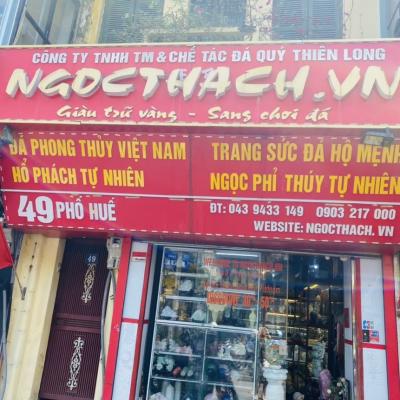 CÔNG TY TNHH TM & CHẾ TÁC ĐÁ QUÝ THIÊN LONG
NGOCTHACH.VN
Giàu trữ vàng - Sang chơi đá
ĐÁ PHONG THỦY VIỆT NAM
HỔ PHÁCH TỰ NHIÊN
TRANG SỨC ĐÁ HỘ MỆNH
NGỌC PHỈ THÚY TỰ NHIÊN
49 PHỐ HUẾ
ĐT: 043 9433 149 0903 217 000
WEBSITE: NGOCTHACH.VN
49